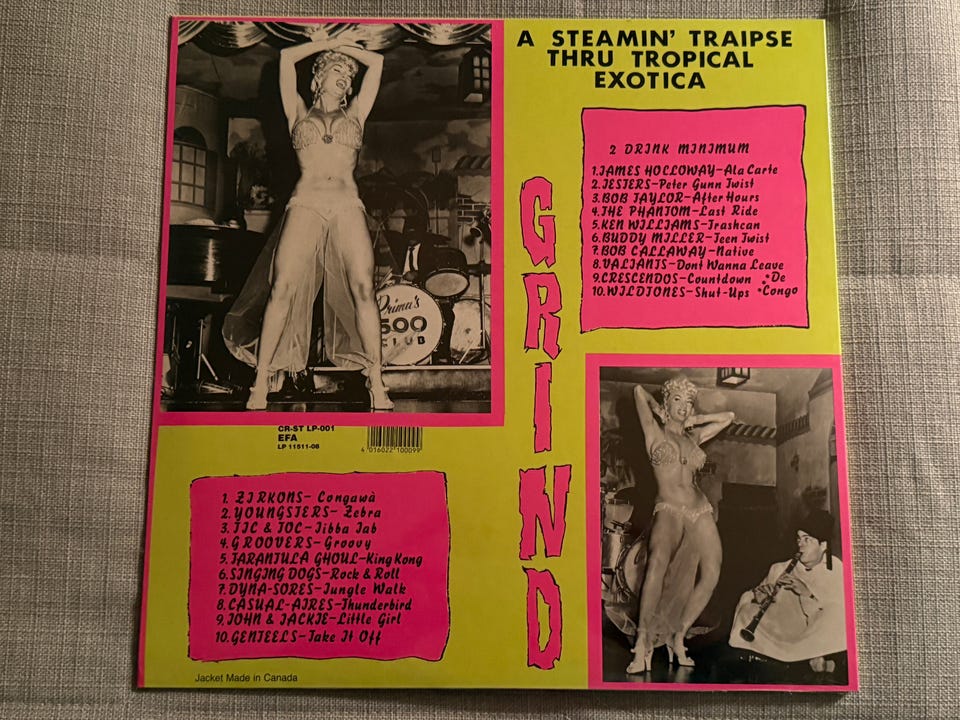 A STEAMIN' TRAIPSE
THRU TROPICAL
EXOTICA
2 DRINK MINIMUM
1. JAMES HOLLOWAY-Ala Carte
2. JESTERS-Peter Gunn Twist
3. BOB TAYLOR-After Hours
4. THE PHANTOM-Last Ride
5. KEN WILLIAMS-Trashcan
6. BUDDY MILLER-Teen Twist
7. BOB CALLAWAY-Native
8. VALIANTS-Dont Wanna Leave
9. CRESCENDOS-Countdown
10. WILDTONES-Shut-Ups
De
Congo
GRIND
Prima's
500
CLUB
CR-ST LP-001
EFA
LP 11511-08
4 016022 100099
1. ZIRKONS- Congawà
2. YOUNGSTERS- Zebra
3. TIC & TOC-Jibba Jab
4. GROOVERS-Groovy
5. TARANTULA GHOUL-King Kong
6. SINGING DOGS-Rock & Roll
7. DYNA-SORES-Jungle Walk
8. CASUAL-AIRES-Thunderbird
9. JOHN & JACKIE-Little Girl
10. GENTEELS-Take It Off
Jacket Made in Canada